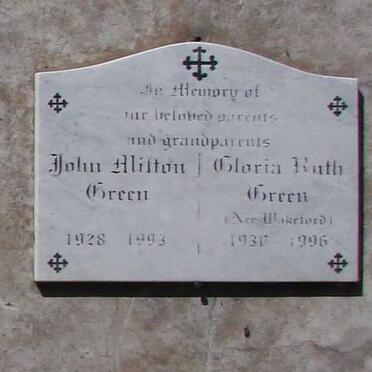 In Memory of
our beloved parents
and grandparents
John Milton Green
1928 1993
Gloria Ruth Green
(Nee Wakeford)
1930 1996